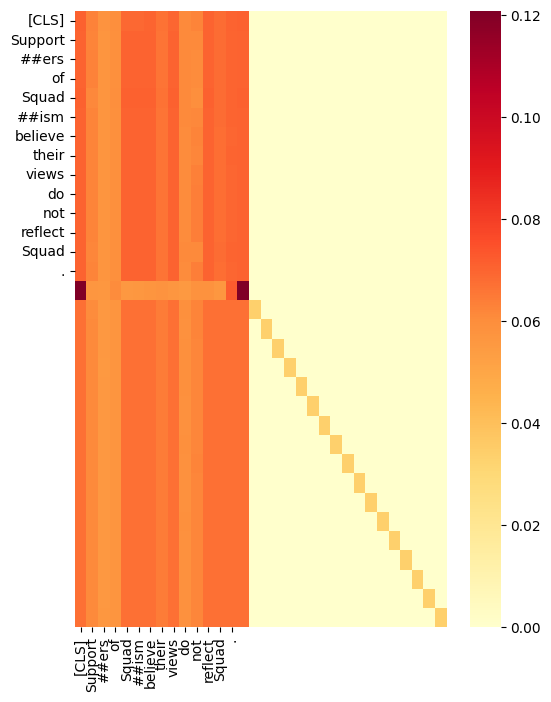 [CLS]
Support
##ers
of
Squad
##ism
believe
their
views
do
not
reflect
Squad
.
[CLS]
Support
##ers
of
Squad
##ism
believe
their
views
do
not
reflect
Squad
.
0.12
0.10
0.08
0.06
0.04
0.02
0.00